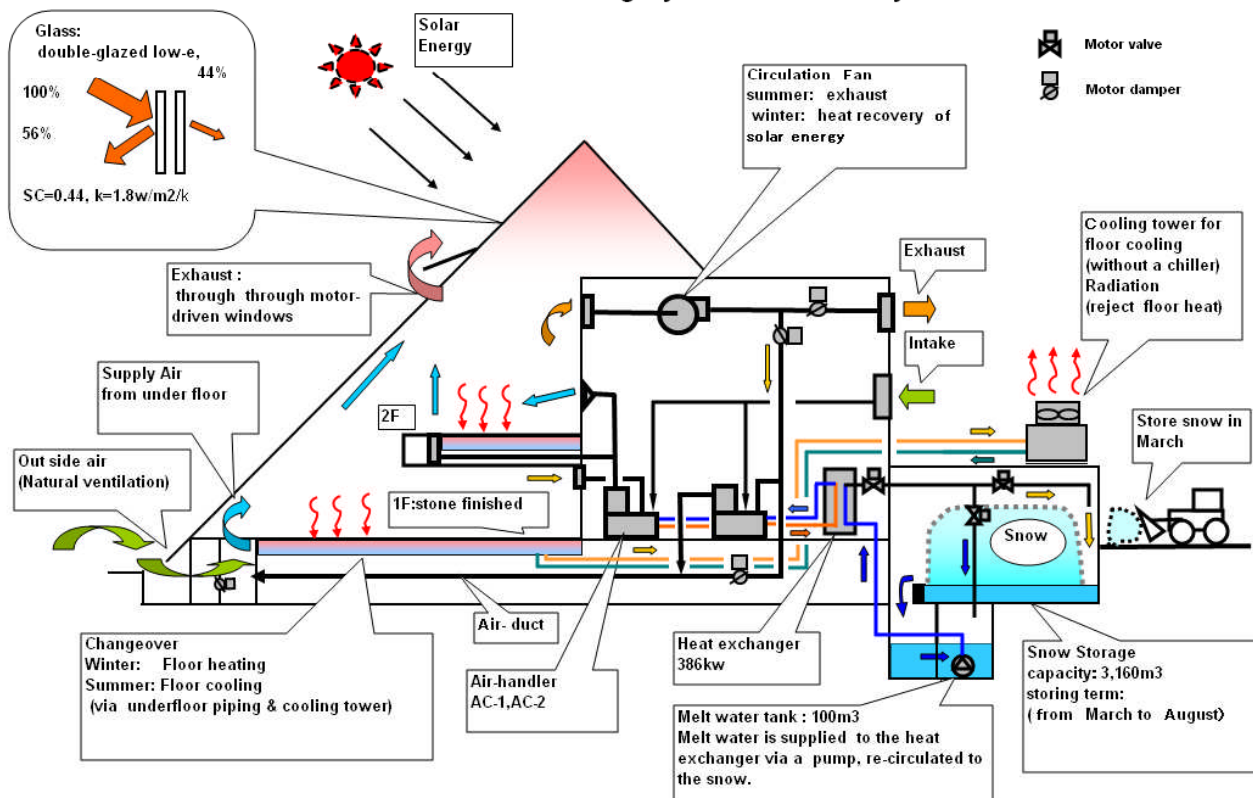 Glass:
double-glazed low-e,
44%
100%
56%
SC=0.44, k=1.8w/m2/k
Solar
Energy
Motor valve
Motor damper
Circulation Fan
summer: exhaust
winter: heat recovery of
solar energy
Exhaust :
through through motor-
driven windows
Exhaust
Cooling tower for
floor cooling
(without a chiller)
Radiation
(reject floor heat)
Intake
Supply Air
from under floor
2F
Store snow in
March
Out side air
(Natural ventilation)
1F:stone finished
Snow
Air- duct
Changeover
Winter: Floor heating
Summer: Floor cooling
(via underfloor piping & cooling tower)
Air-handler
AC-1,AC-2
Heat exchanger
386kw
Snow Storage
capacity: 3,160m3
storing term:
( from March to August)
Melt water tank : 100m3
Melt water is supplied to the heat
exchanger via a pump, re-circulated to
the snow.